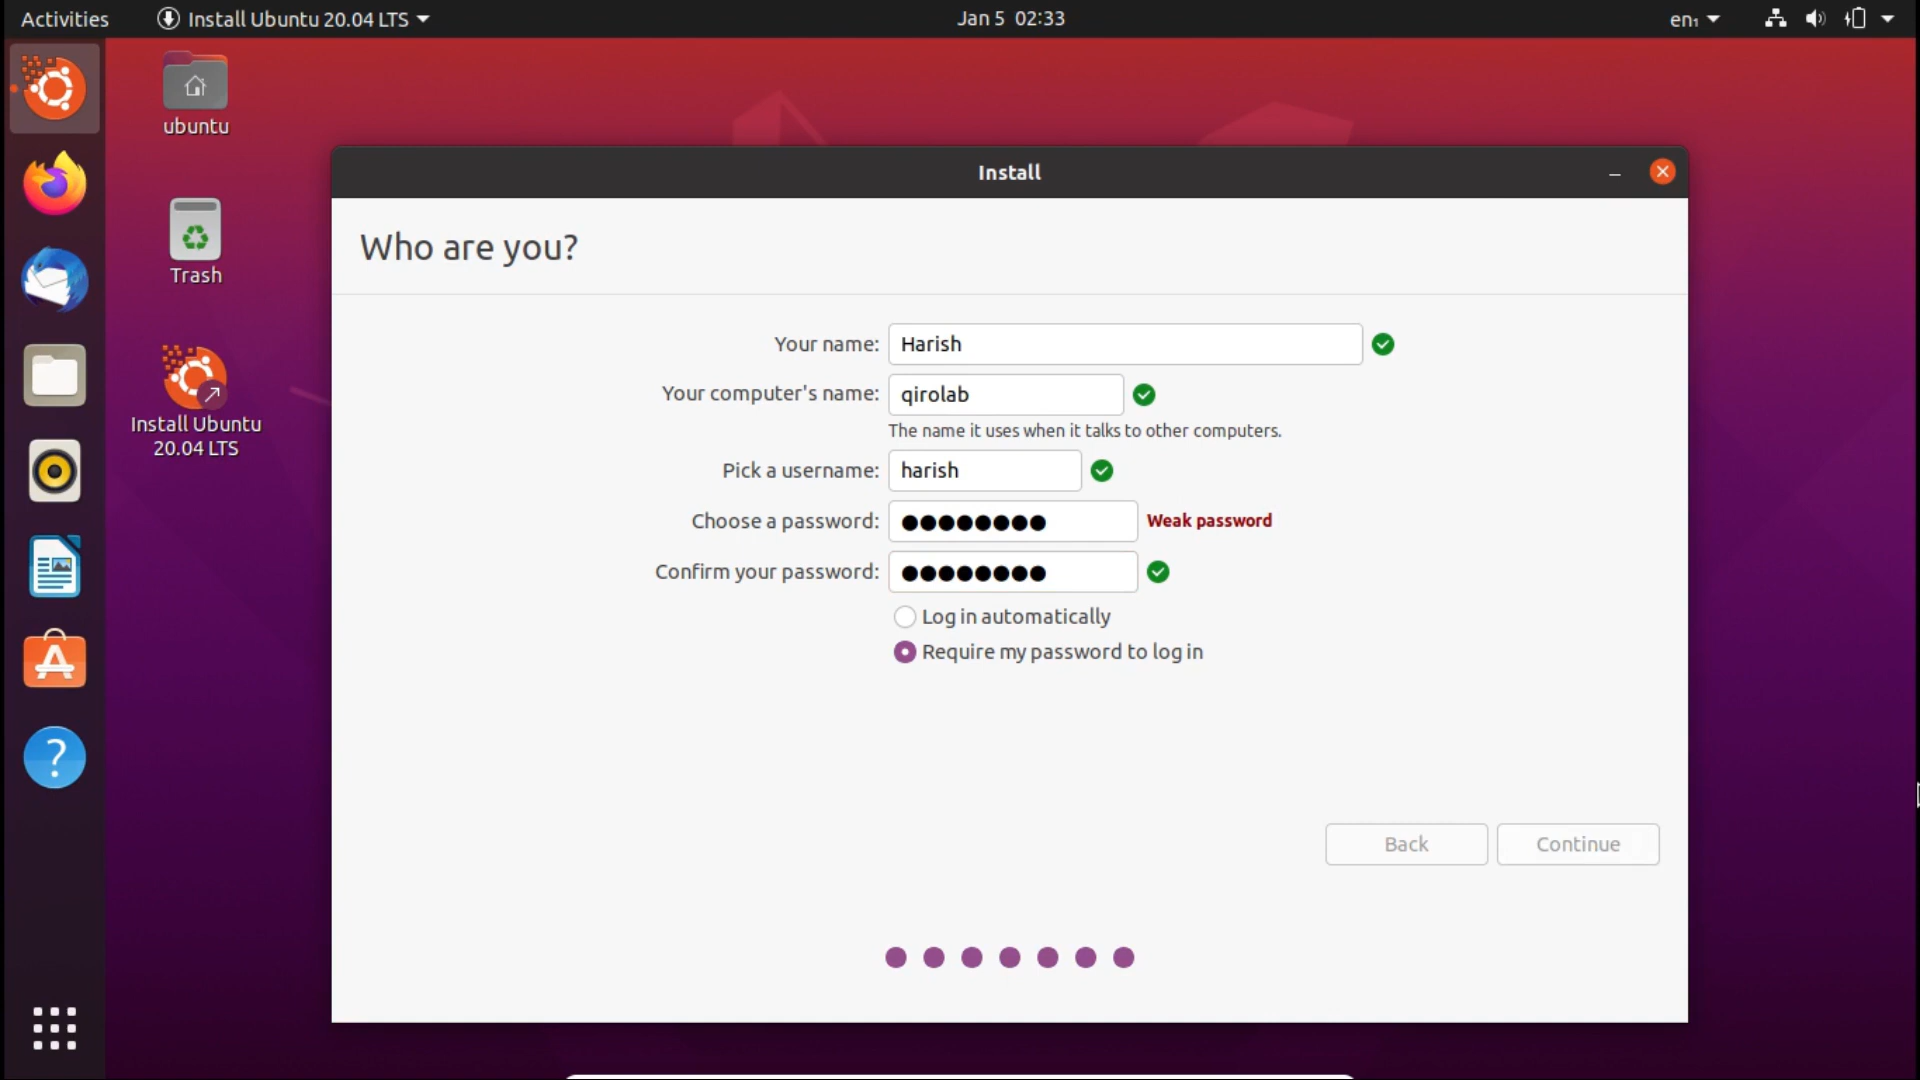 Activities
Install Ubuntu 20.04 LTS
Jan 5 02:33
en₁
ubuntu
Trash
Install Ubuntu
20.04 LTS
Install
Who are you?
Your name:
Harish
Your computer's name:
qirolab
The name it uses when it talks to other computers.
Pick a username:
harish
Choose a password:
●●●●●●●●
Weak password
Confirm your password:
●●●●●●●●
Log in automatically
Require my password to log in
Back
Continue